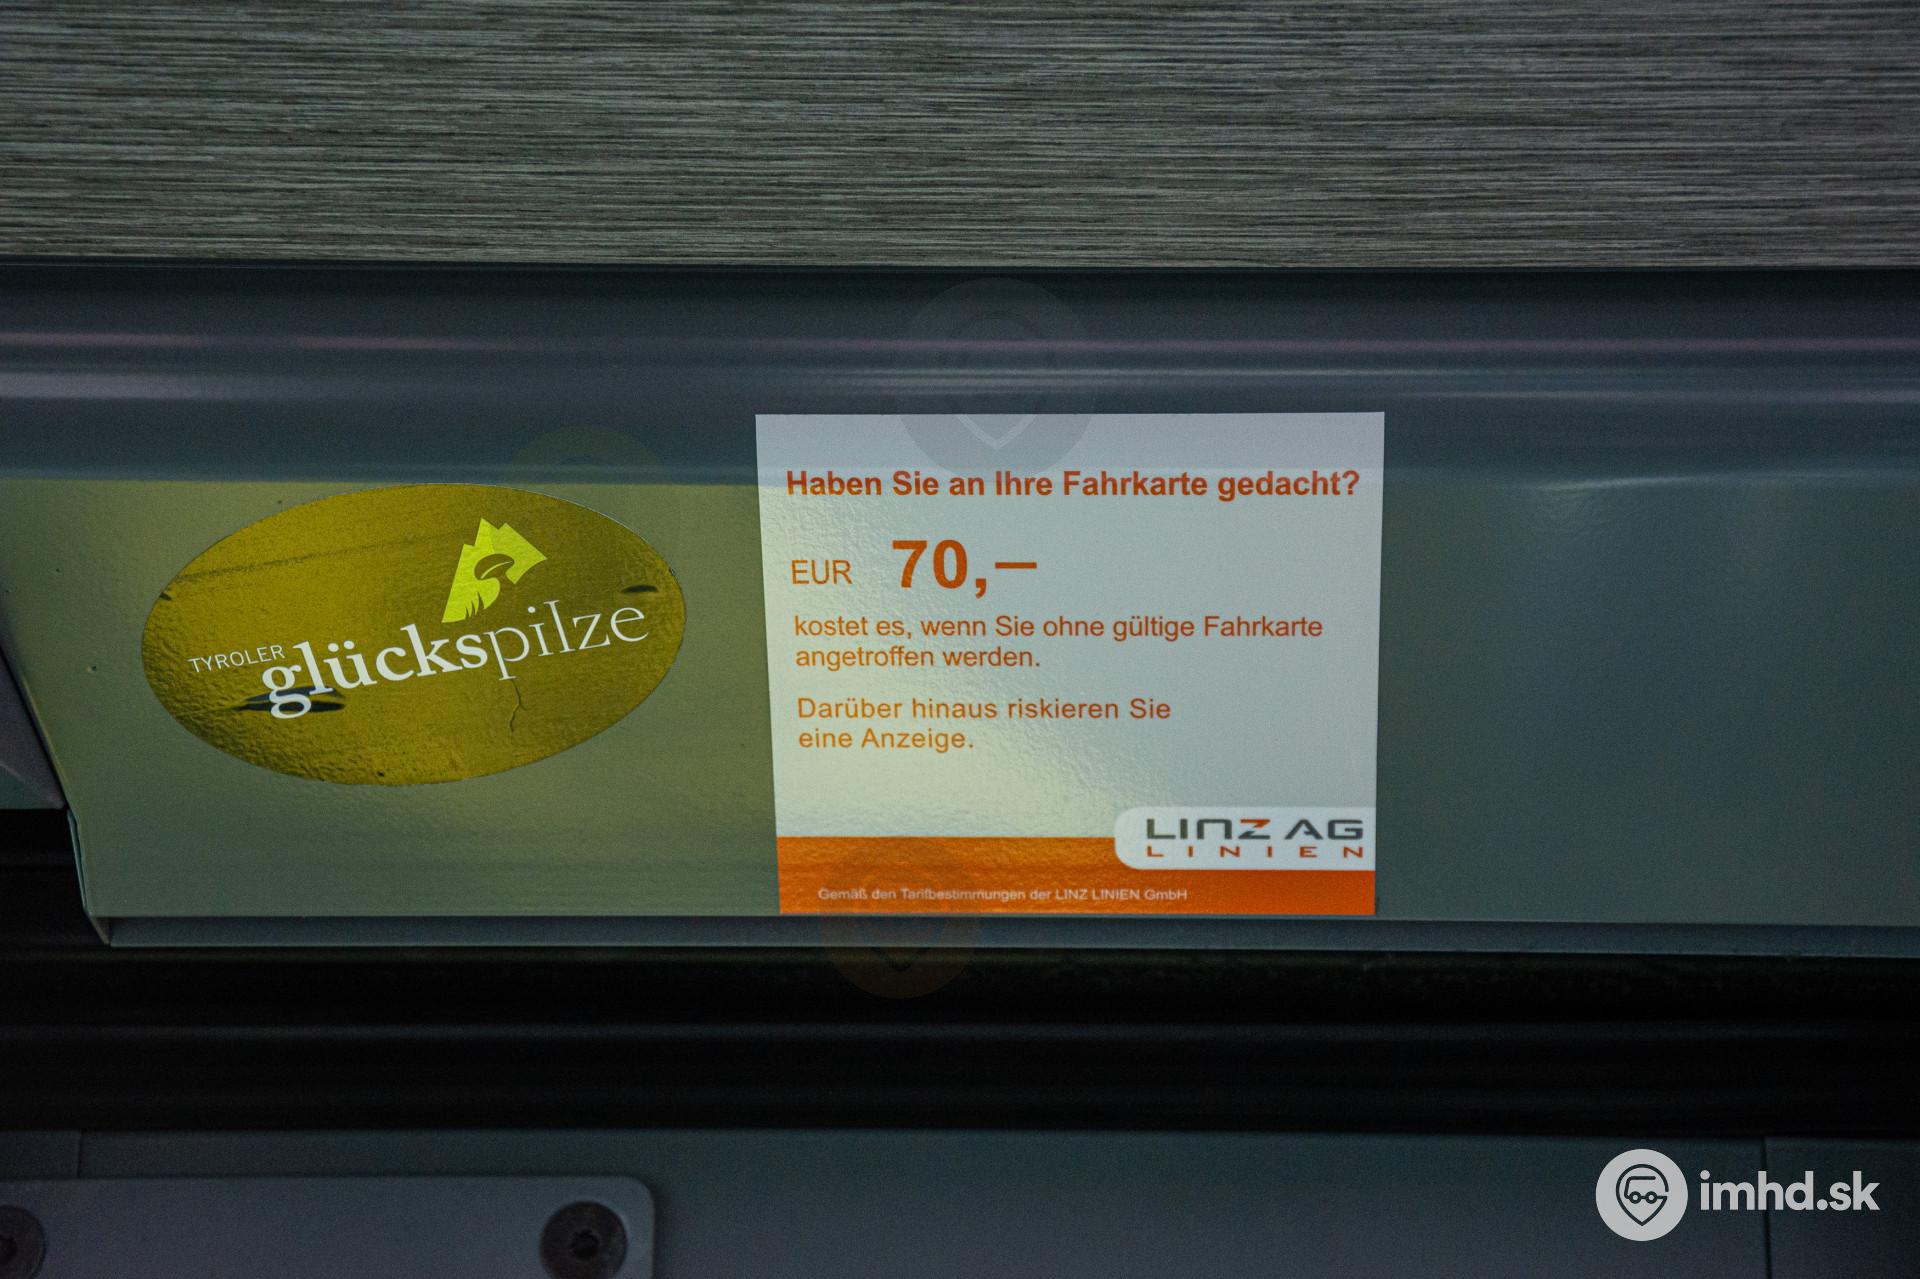 TYROLER
glückspilze
Haben Sie an Ihre Fahrkarte gedacht?
EUR 70,—
kostet es, wenn Sie ohne gültige Fahrkarte
angetroffen werden.
Darüber hinaus riskieren Sie
eine Anzeige.
LINZ AG
LINIEN
Gemäß den Tarifbestimmungen der LINZ LINIEN GmbH
imhd.sk